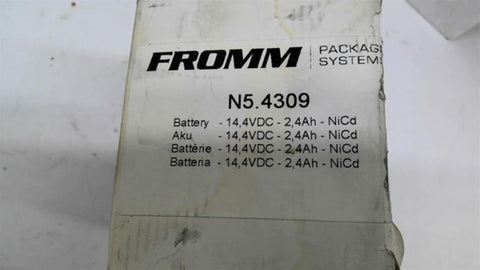 FROMM PACKAG
SYSTEM
N5.4309
Battery - 14,4VDC - 2,4Ah - NiCd
Aku - 14,4VDC - 2,4Ah - NiCd
Battèrie - 14,4VDC - 2,4Ah - NiCd
Batteria - 14,4VDC - 2,4Ah - NiCd